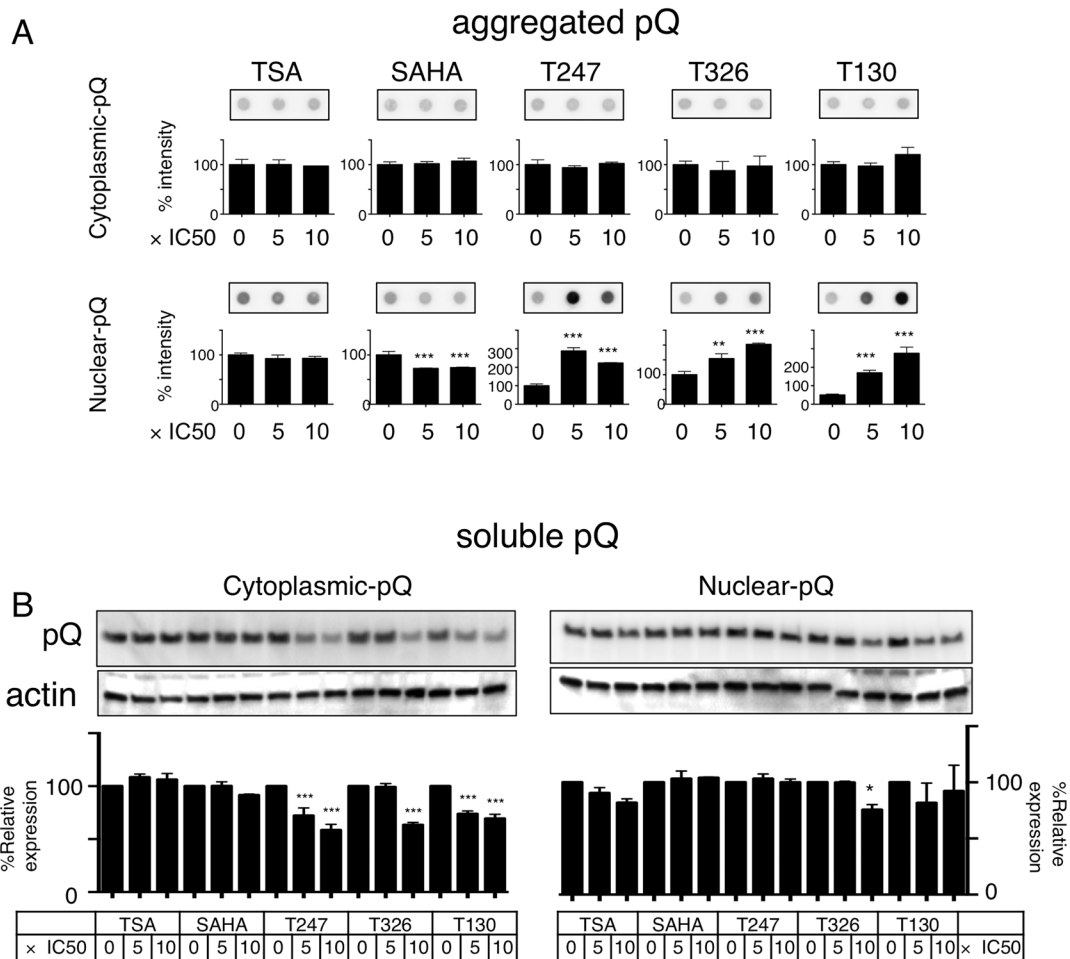 A
aggregated pQ
TSA SAHA T247 T326 T130
Cytoplasmic-pQ
% intensity
100 100 100 100 100
0 0 0 0 0
× IC50 0 5 10 0 5 10 0 5 10 0 5 10 0 5 10
Nuclear-pQ
% intensity
*** *** *** *** ** *** *** ***
100 100 300 200 100 100 300 200 100
0 0 0 0 0
× IC50 0 5 10 0 5 10 0 5 10 0 5 10 0 5 10
soluble pQ
B
Cytoplasmic-pQ Nuclear-pQ
pQ
actin
%Relative expression
100
0
*** *** *** *** ***
*
100
0
%Relative expression
TSA SAHA T247 T326 T130
× IC50 0 5 10 0 5 10 0 5 10 0 5 10 0 5 10
TSA SAHA T247 T326 T130
0 5 10 0 5 10 0 5 10 0 5 10 0 5 10 × IC50